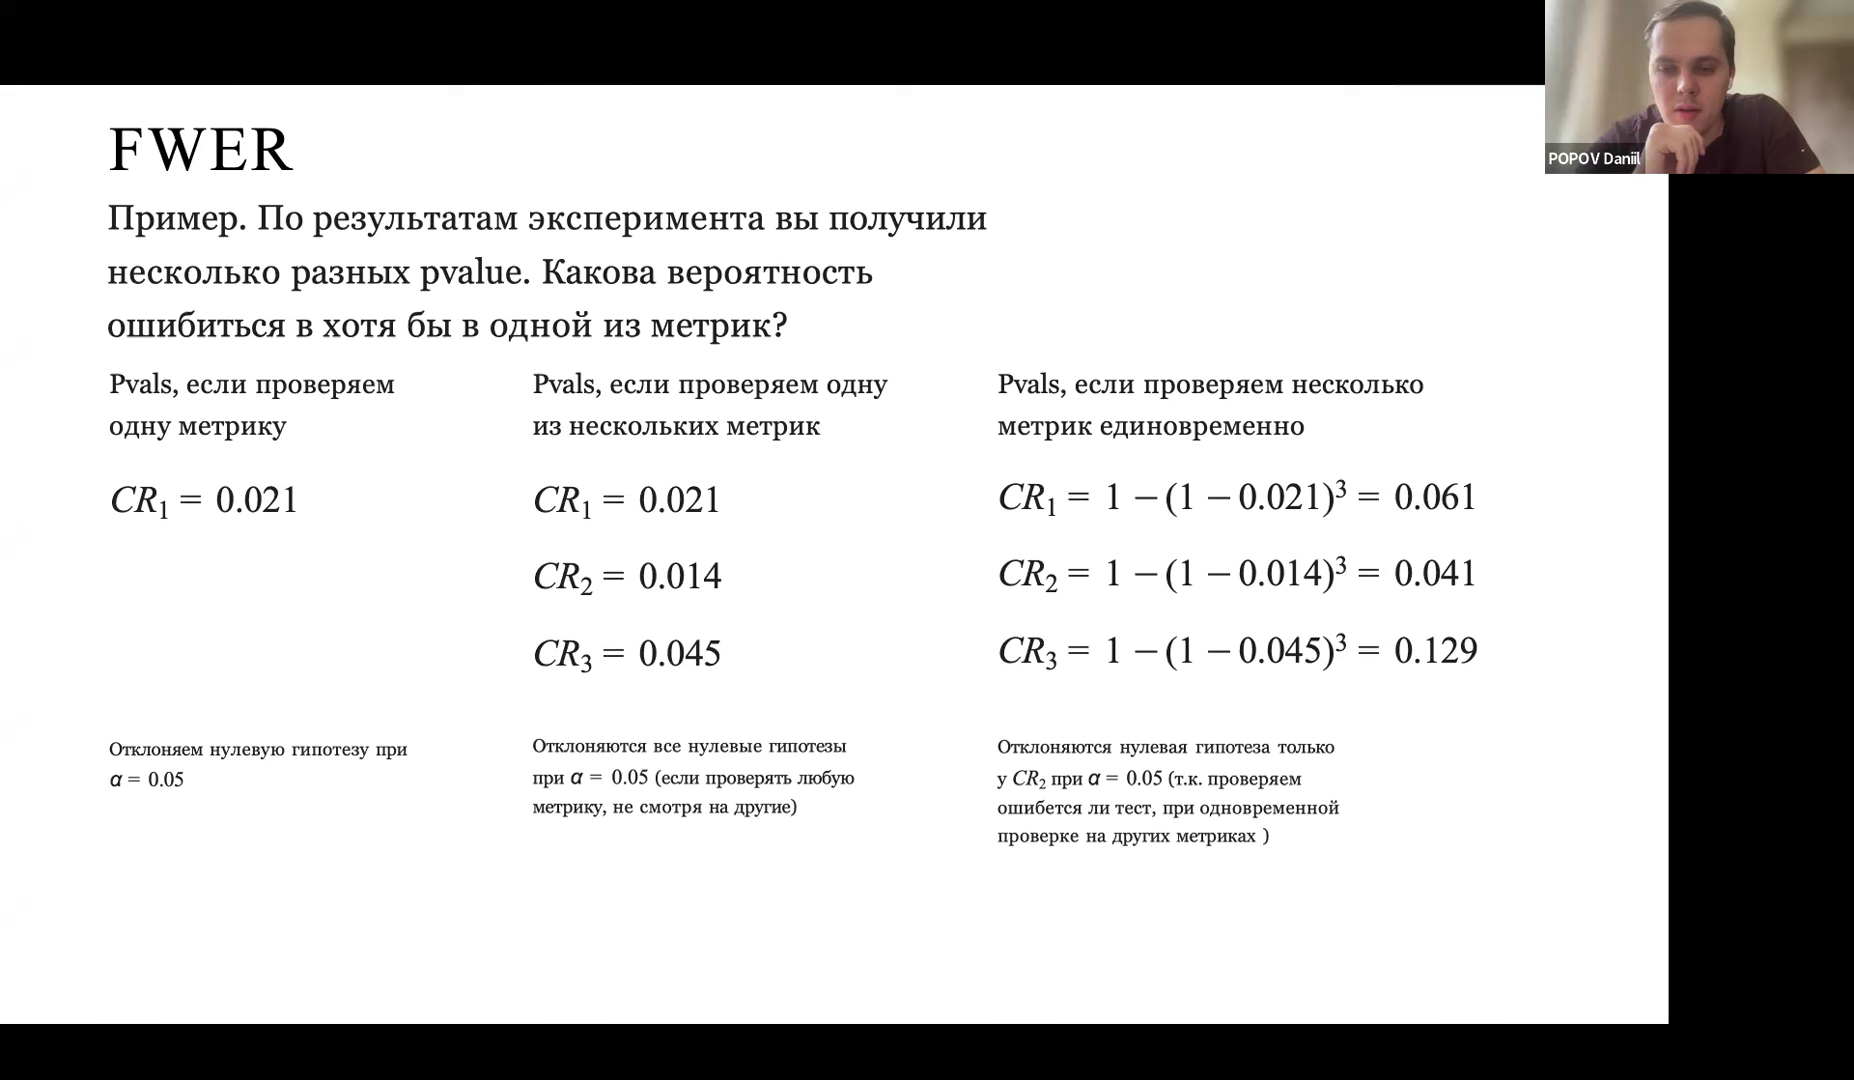 POPOV Daniil
FWER
Пример. По результатам эксперимента вы получили
несколько разных pvalue. Какова вероятность
ошибиться в хотя бы в одной из метрик?
Pvals, если проверяем
одну метрику
CR₁ = 0.021
Отклоняем нулевую гипотезу при
α = 0.05
Pvals, если проверяем одну
из нескольких метрик
CR₁ = 0.021
CR₂ = 0.014
CR₃ = 0.045
Отклоняются все нулевые гипотезы
при α = 0.05 (если проверять любую
метрику, не смотря на другие)
Pvals, если проверяем несколько
метрик единовременно
CR₁ = 1 − (1 − 0.021)³ = 0.061
CR₂ = 1 − (1 − 0.014)³ = 0.041
CR₃ = 1 − (1 − 0.045)³ = 0.129
Отклоняются нулевая гипотеза только
у CR₂ при α = 0.05 (т.к. проверяем
ошибется ли тест, при одновременной
проверке на других метриках )